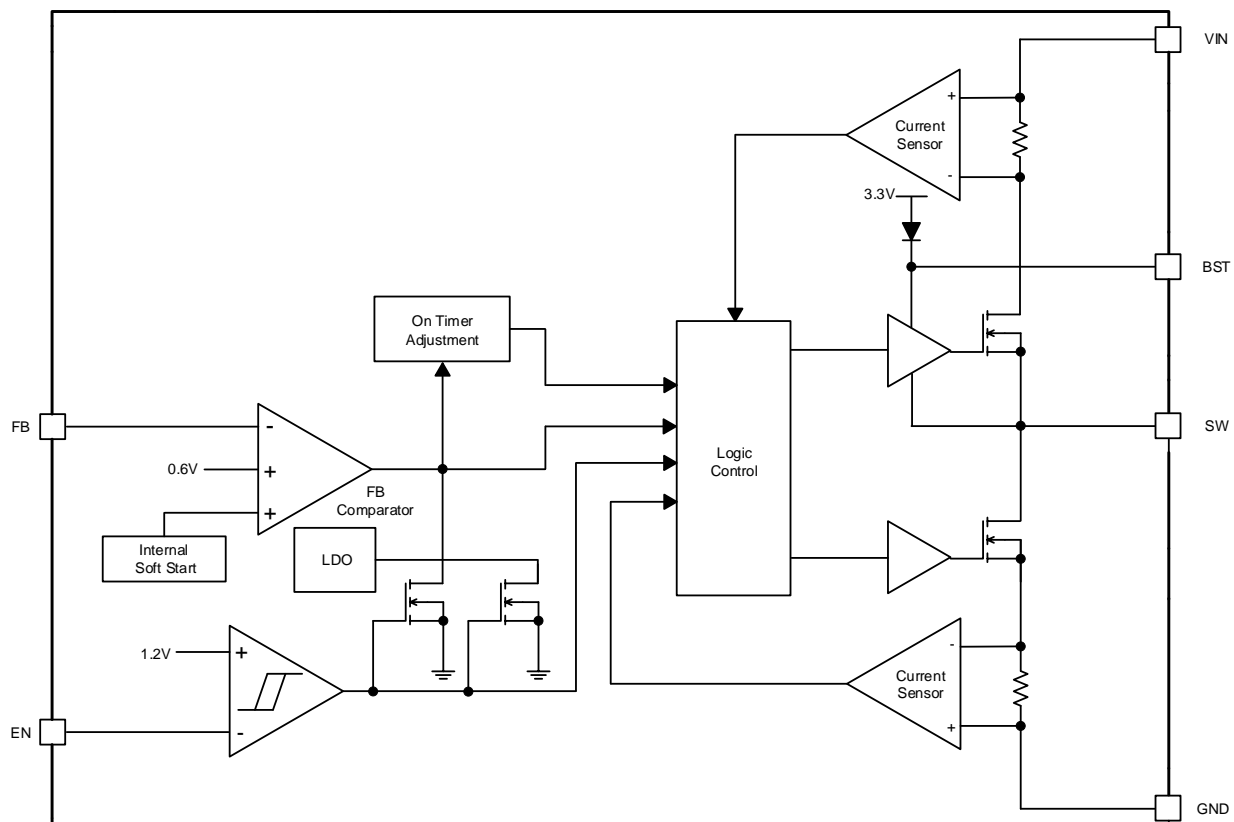 VIN
+
Current
Sensor
-
3.3V
BST
On Timer
Adjustment
FB
-
SW
0.6V
+
Logic
Control
FB
Comparator
+
Internal
Soft Start
LDO
1.2V
+
-
Current
Sensor
EN
-
+
GND